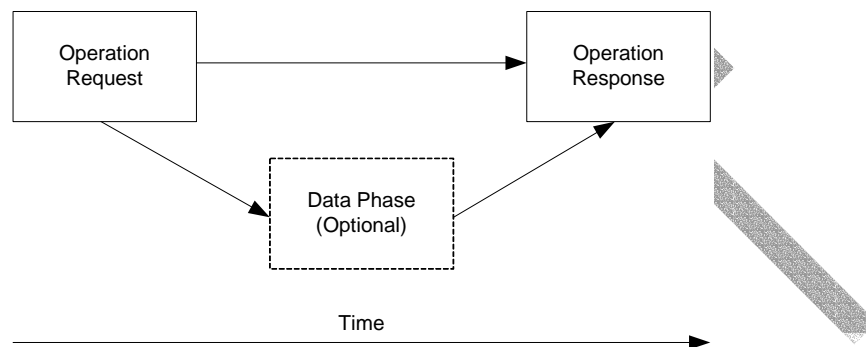 Operation
Request
Operation
Response
Data Phase
(Optional)
Time